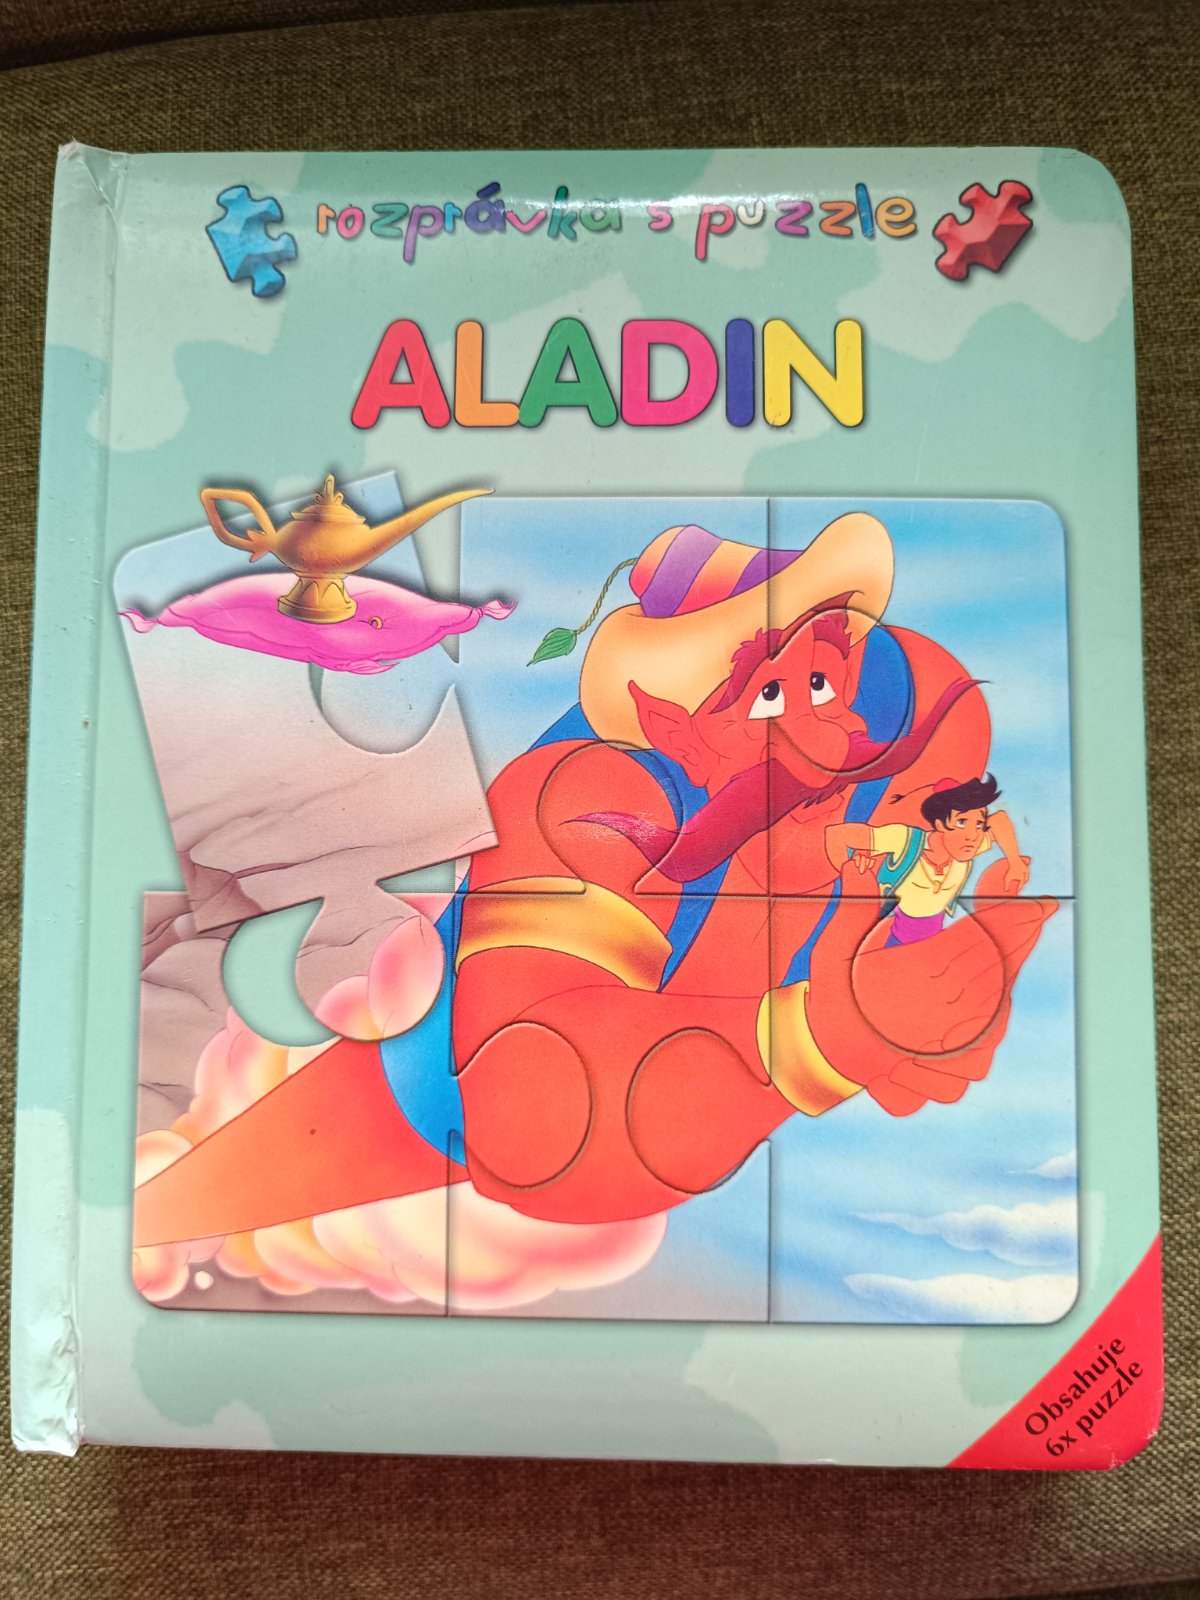 rozprávka s puzzle
ALADIN
Obsahuje
6x puzzle